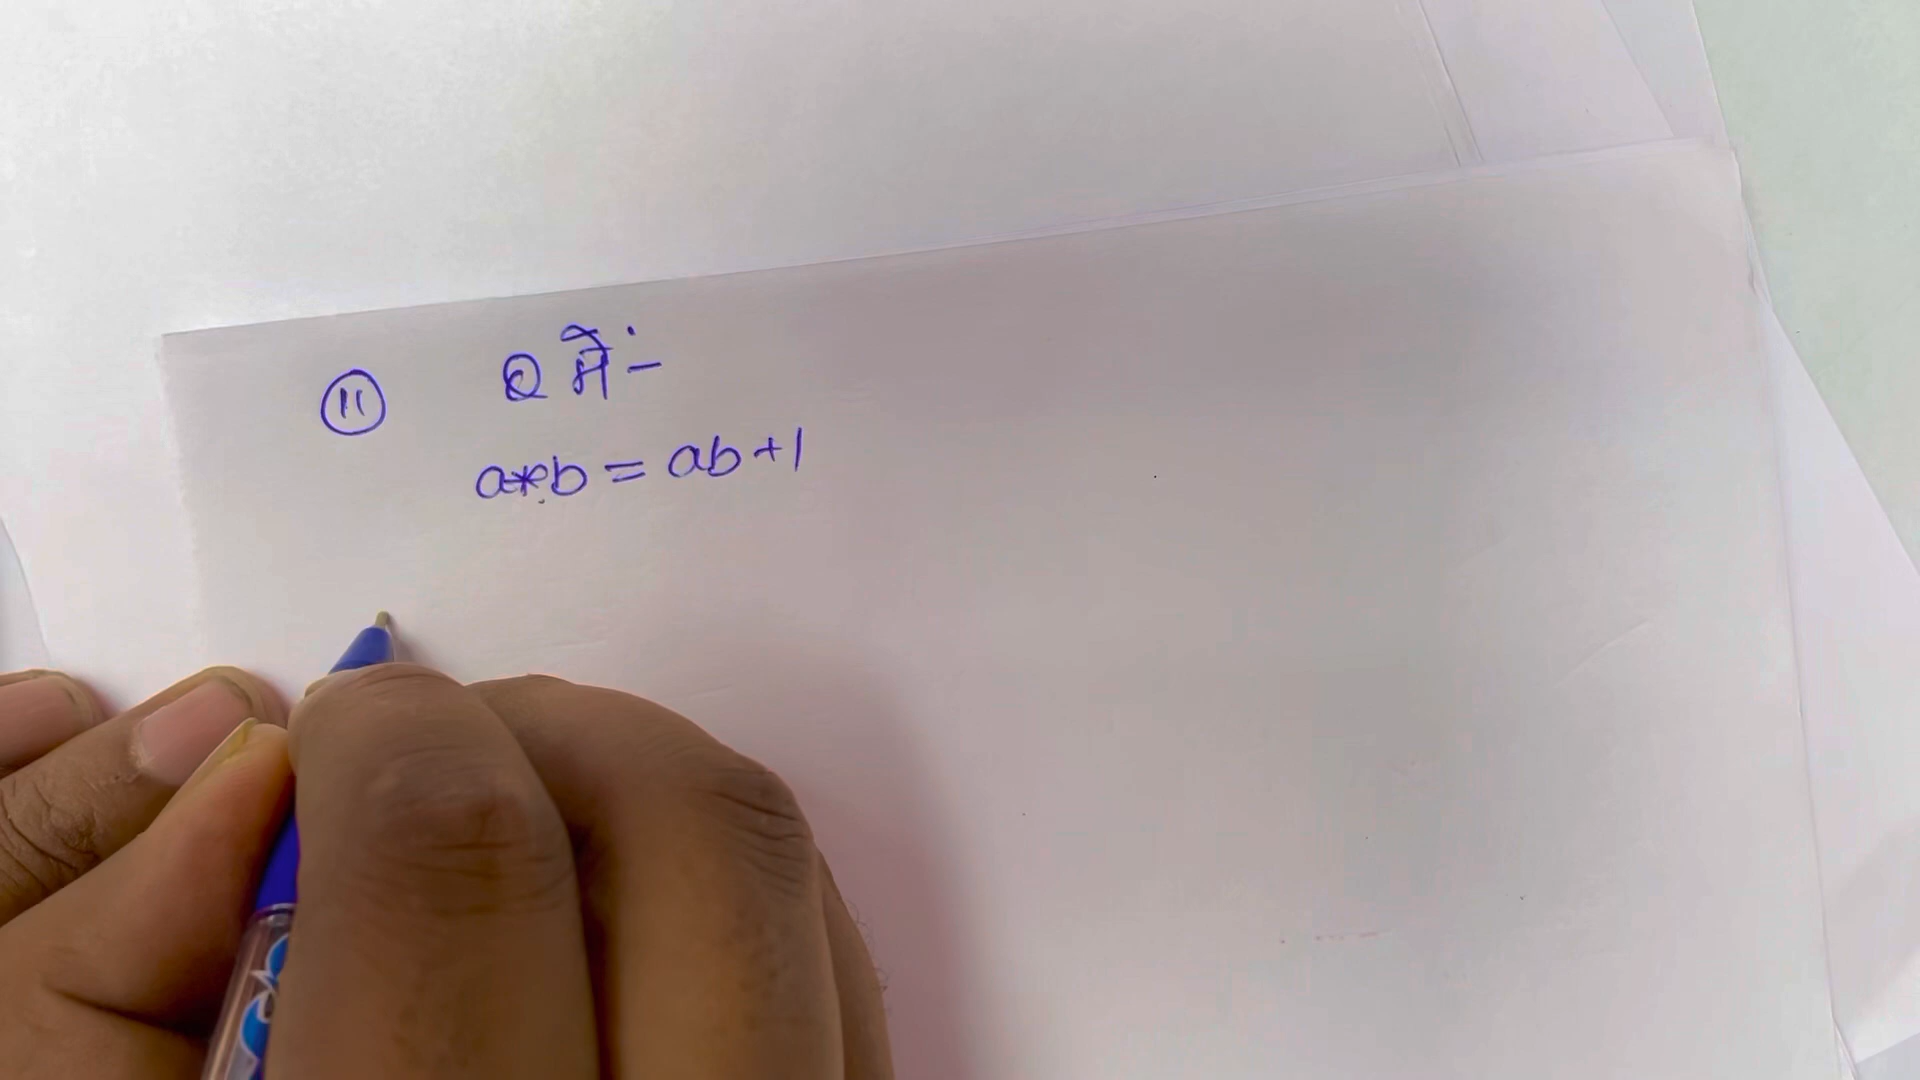 (11) Q में:-
a*b = ab+1